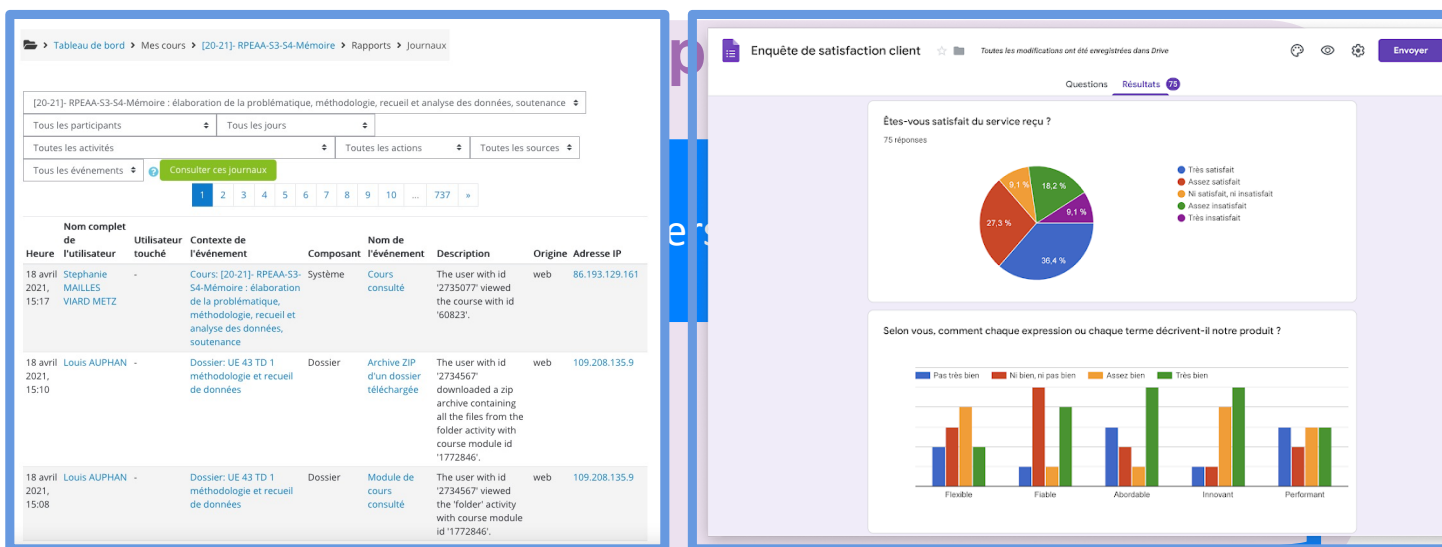 Tableau de bord > Mes cours > [20-21]- RPEAA-S3-S4-Mémoire > Rapports > Journaux
[20-21]- RPEAA-S3-S4-Mémoire : élaboration de la problématique, méthodologie, recueil et analyse des données, soutenance
Tous les participants
Tous les jours
Toutes les activités
Toutes les actions
Toutes les sources
Tous les événements
Consulter ces journaux
1 2 3 4 5 6 7 8 9 10 ... 737 »
Heure
Nom complet
de
l'utilisateur
Utilisateur
touché
Contexte de
l'événement
Composant
Nom de
l'événement
Description
Origine
Adresse IP
18 avril
2021,
15:17
Stephanie
MAILLES
VIARD METZ
-
Cours: [20-21]- RPEAA-S3-
S4-Mémoire : élaboration
de la problématique,
méthodologie, recueil et
analyse des données,
soutenance
Système
Cours
consulté
The user with id
'2735077' viewed
the course with id
'60823'.
web
86.193.129.161
18 avril
2021,
15:10
Louis AUPHAN
-
Dossier: UE 43 TD 1
méthodologie et recueil
de données
Dossier
Archive ZIP
d'un dossier
téléchargée
The user with id
'2734567'
downloaded a zip
archive containing
all the files from the
folder activity with
course module id
'1772846'.
web
109.208.135.9
18 avril
2021,
15:08
Louis AUPHAN
-
Dossier: UE 43 TD 1
méthodologie et recueil
de données
Dossier
Module de
cours
consulté
The user with id
'2734567' viewed
the 'folder' activity
with course module
id '1772846'.
web
109.208.135.9
Enquête de satisfaction client
Toutes les modifications ont été enregistrées dans Drive
Envoyer
Questions
Résultats 75
Êtes-vous satisfait du service reçu ?
75 réponses
9,1 %
18,2 %
27,3 %
9,1 %
36,4 %
Très satisfait
Assez satisfait
Ni satisfait, ni insatisfait
Assez insatisfait
Très insatisfait
Selon vous, comment chaque expression ou chaque terme décrivent-il notre produit ?
Pas très bien
Ni bien, ni pas bien
Assez bien
Très bien
Flexible
Fiable
Abordable
Innovant
Performant